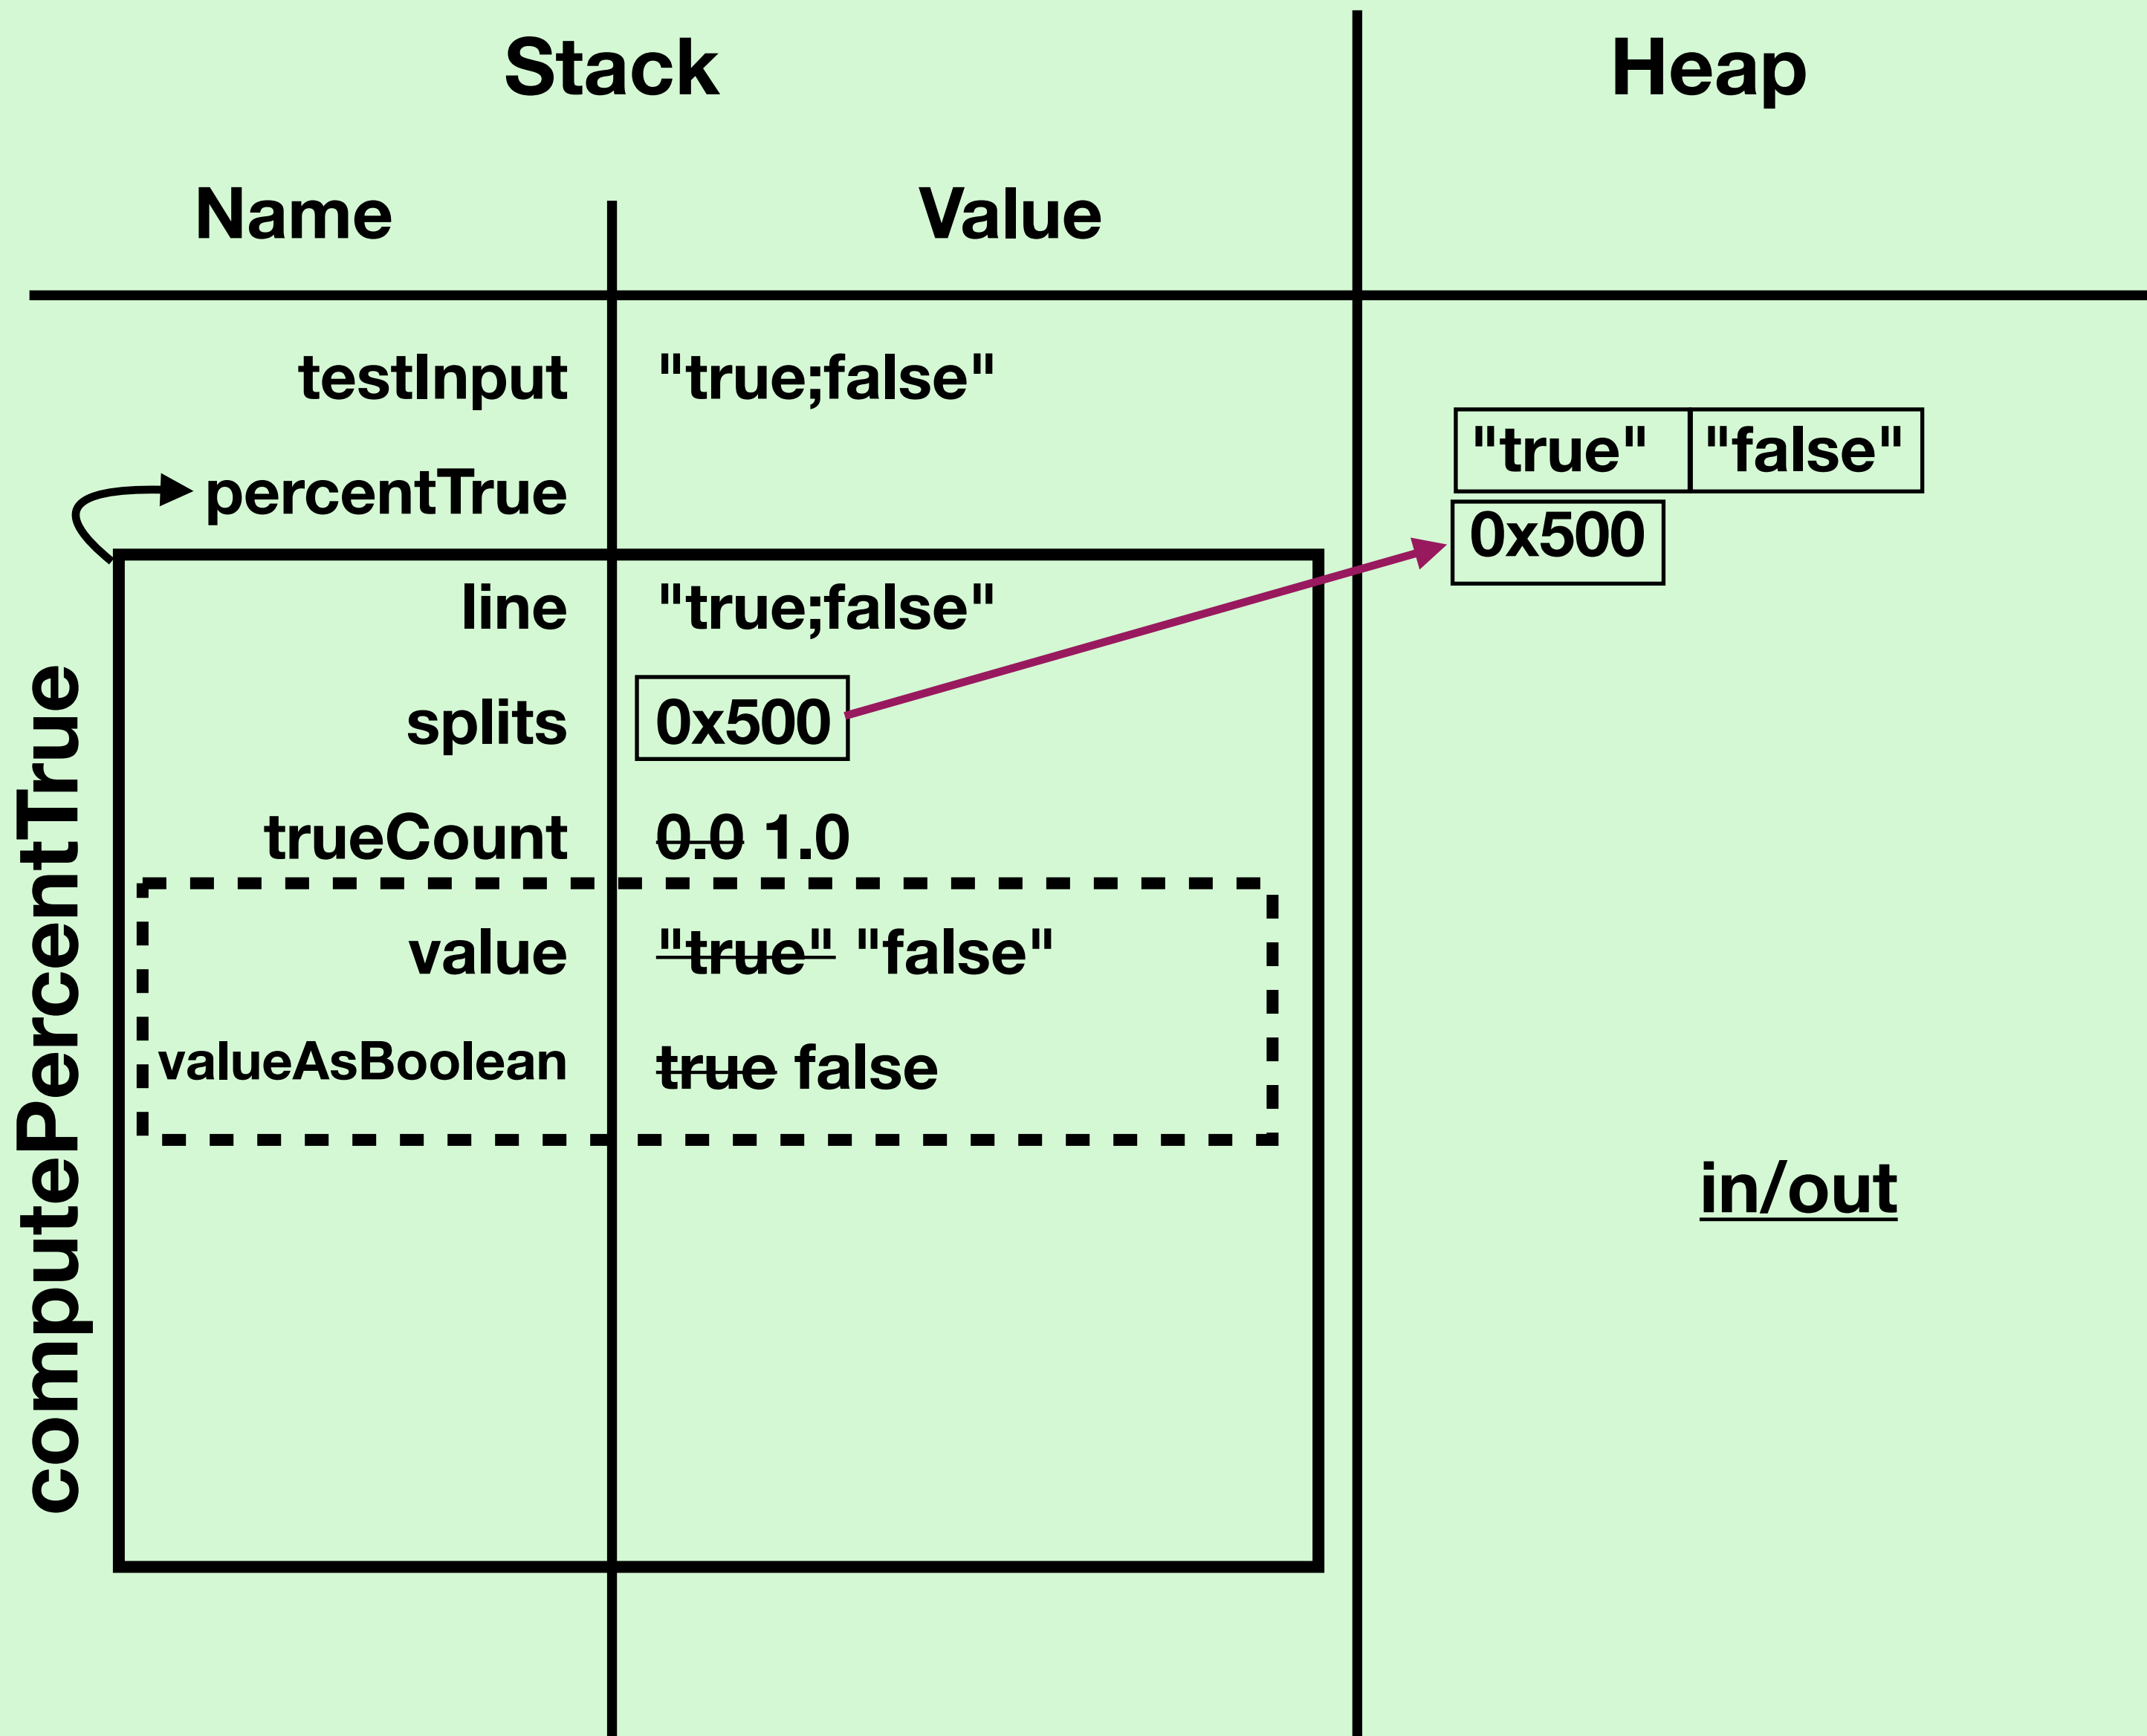 Stack
Heap
Name
Value
testInput
"true;false"
"true" "false"
percentTrue
0x500
computePercentTrue
line
"true;false"
splits
0x500
trueCount
0.0 1.0
value
"true" "false"
valueAsBoolean
true false
in/out